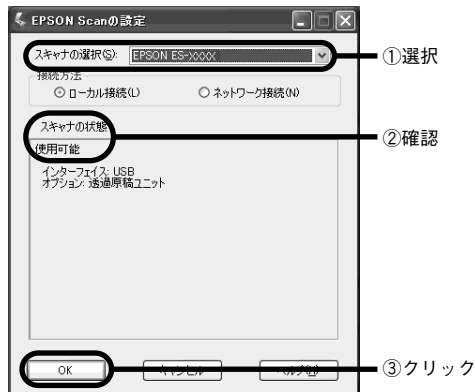 EPSON Scanの設定
スキャナの選択(S): EPSON ES-XXXX
①選択
接続方法
ローカル接続(L) ネットワーク接続(N)
スキャナの状態
②確認
使用可能
インターフェイス: USB
オプション: 透過原稿ユニット
OK キャンセル ヘルプ(H)
③クリック